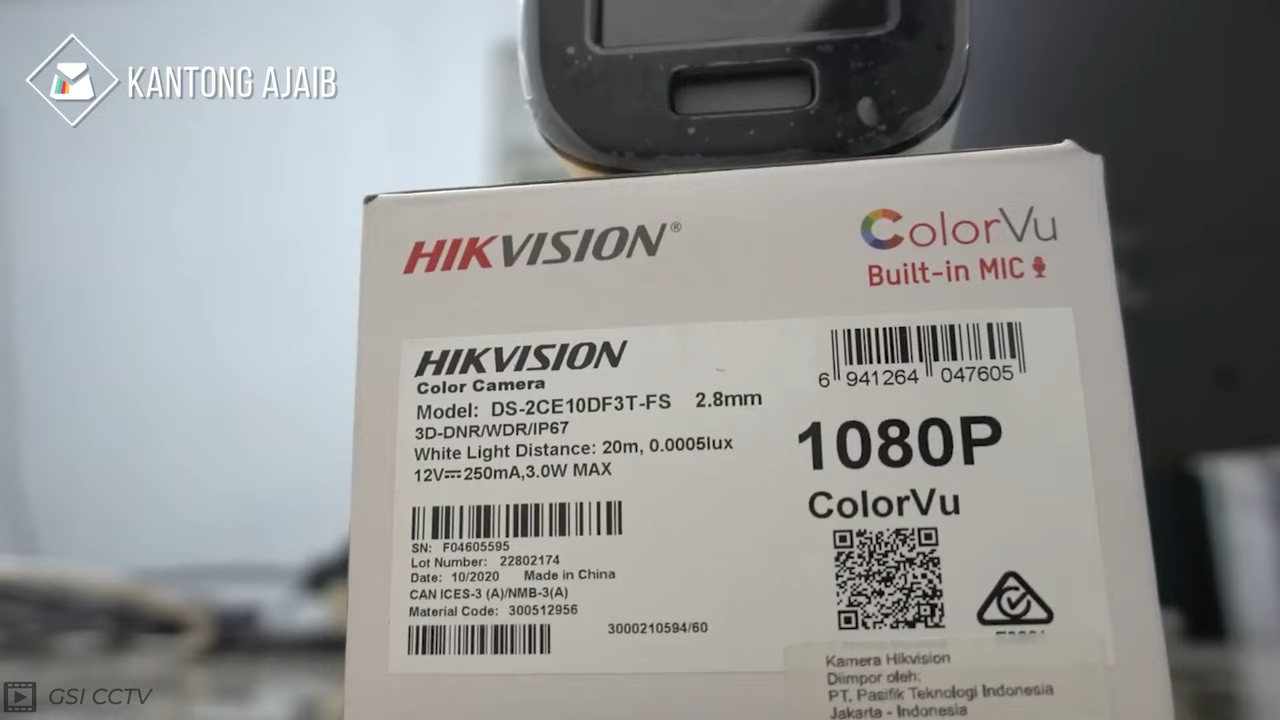 KANTONG AJAIB
HIKVISION®
ColorVu
Built-in MIC
HIKVISION
Color Camera
Model: DS-2CE10DF3T-FS 2.8mm
3D-DNR/WDR/IP67
White Light Distance: 20m, 0.0005lux
12V⎓250mA,3.0W MAX
SN: F04605595
Lot Number: 22802174
Date: 10/2020 Made in China
CAN ICES-3 (A)/NMB-3(A)
Material Code: 300512956
3000210594/60
6 941264 047605
1080P
ColorVu
Kamera Hikvision
Diimpor oleh:
PT. Pasifik Teknologi Indonesia
Jakarta - Indonesia
GSI CCTV